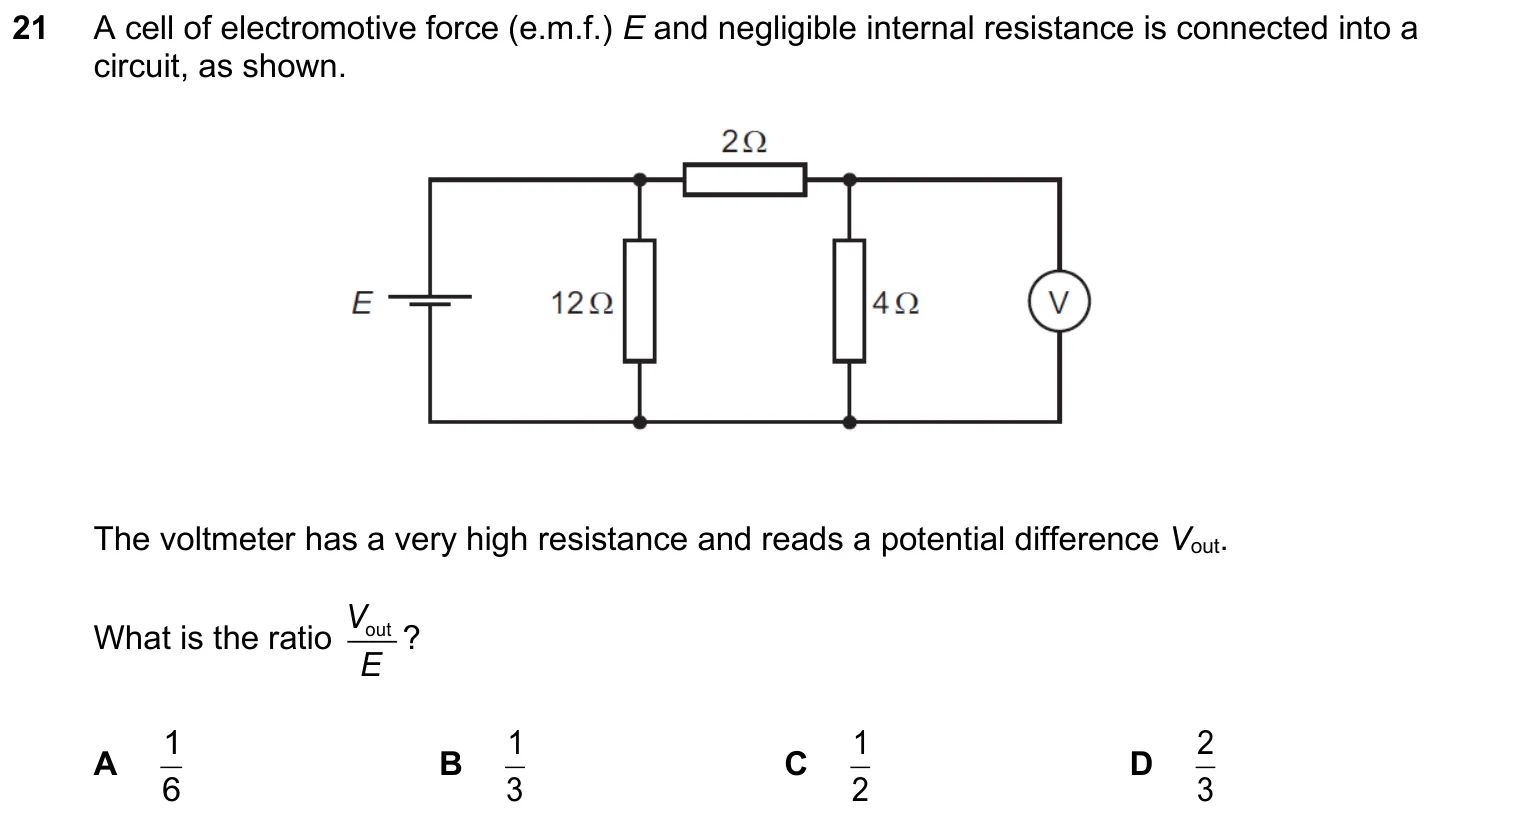 21 A cell of electromotive force (e.m.f.) E and negligible internal resistance is connected into a
circuit, as shown.
2Ω
E
12Ω
4Ω
V
The voltmeter has a very high resistance and reads a potential difference Vout.
What is the ratio Vout/E?
A 1/6 B 1/3 C 1/2 D 2/3